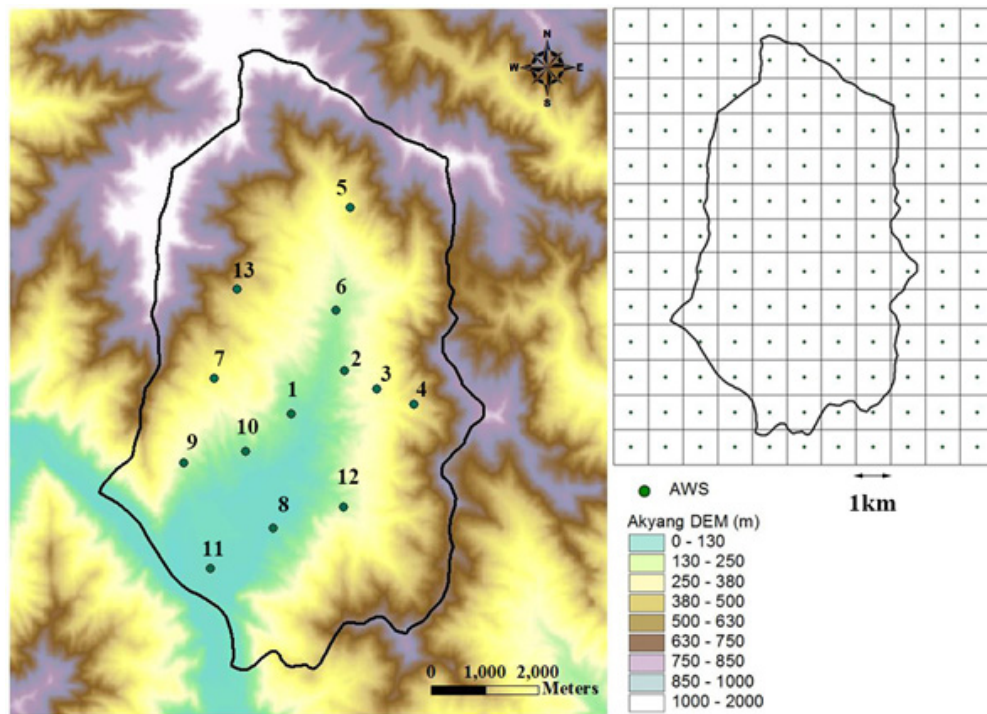 N
W E
S
5
13
6
7
2
3
1
4
10
9
12
8
11
0 1,000 2,000
Meters
1km
AWS
Akyang DEM (m)
0 - 130
130 - 250
250 - 380
380 - 500
500 - 630
630 - 750
750 - 850
850 - 1000
1000 - 2000